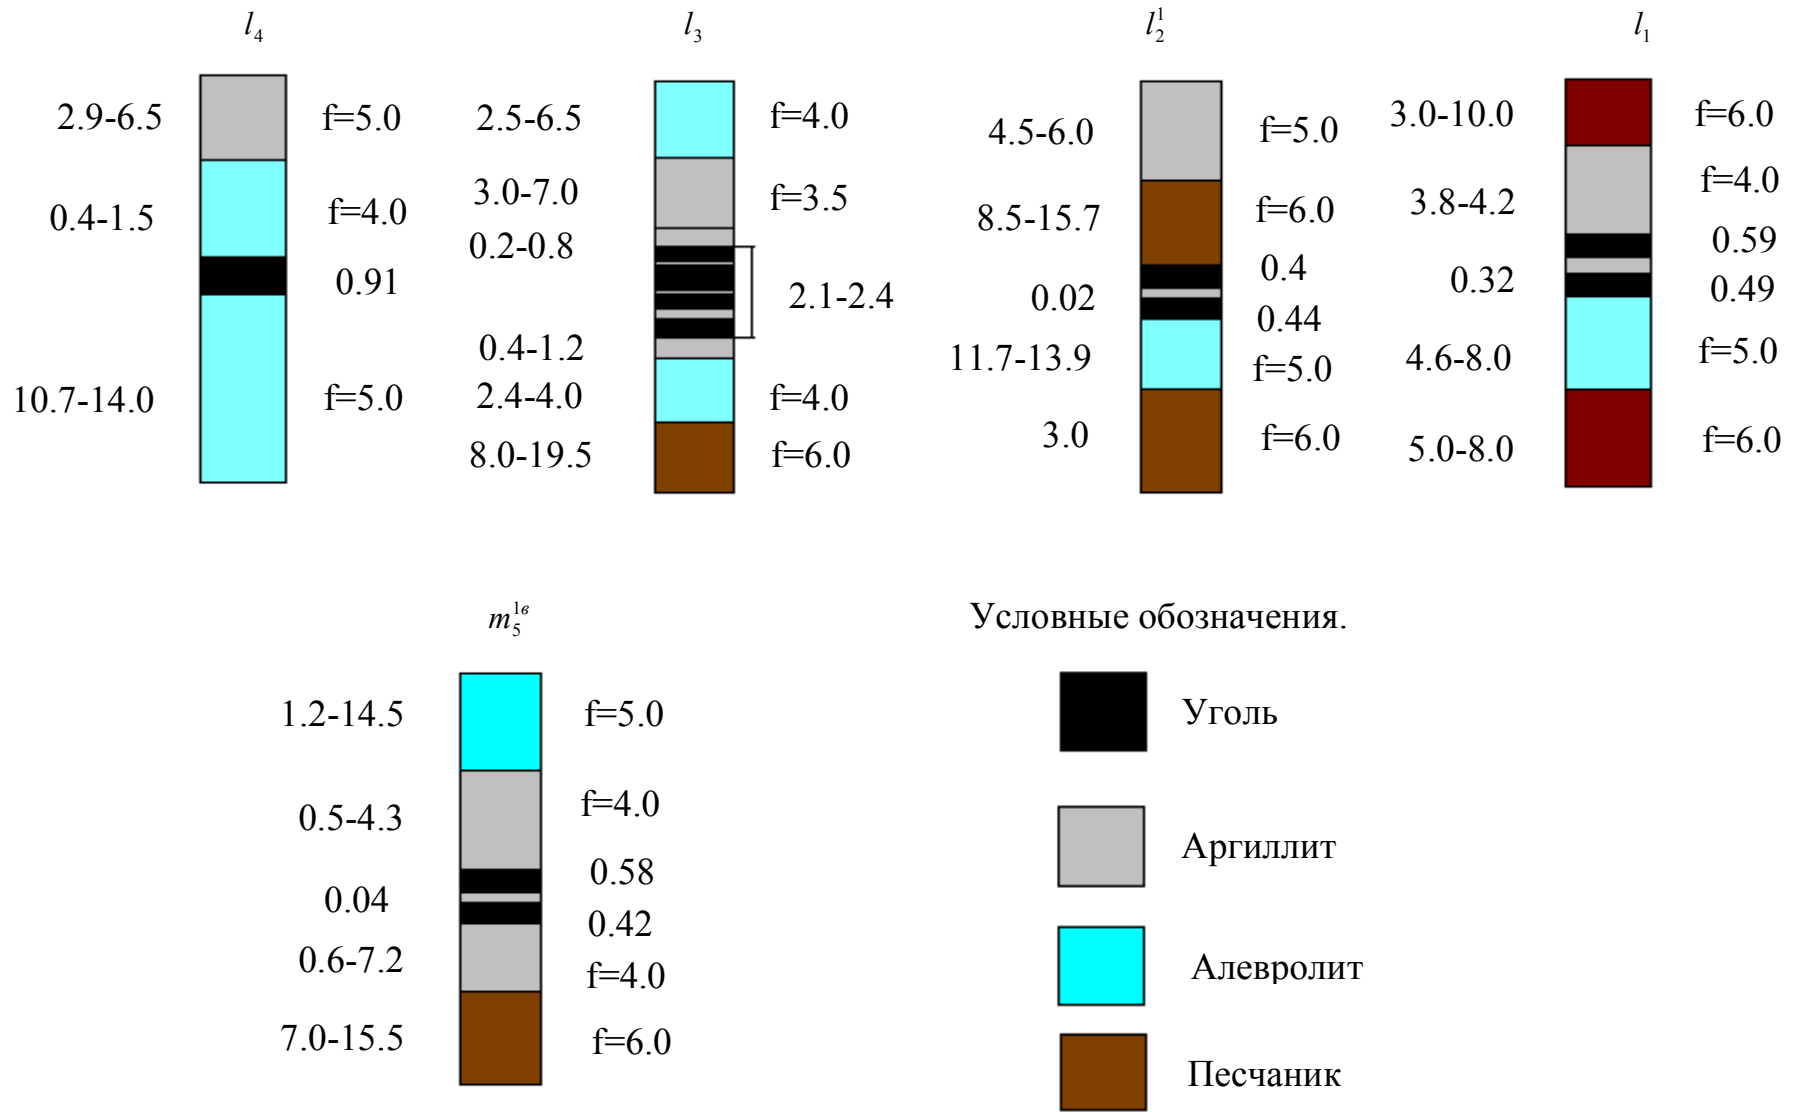 l₄
2.9-6.5 f=5.0
0.4-1.5 f=4.0
0.91
10.7-14.0 f=5.0
l₃
2.5-6.5 f=4.0
3.0-7.0 f=3.5
0.2-0.8
2.1-2.4
0.4-1.2
2.4-4.0 f=4.0
8.0-19.5 f=6.0
l₂¹
4.5-6.0 f=5.0
8.5-15.7 f=6.0
0.4
0.02
0.44
11.7-13.9 f=5.0
3.0 f=6.0
l₁
3.0-10.0 f=6.0
3.8-4.2 f=4.0
0.59
0.32
0.49
4.6-8.0 f=5.0
5.0-8.0 f=6.0
m₅¹ᵇ
1.2-14.5 f=5.0
0.5-4.3 f=4.0
0.58
0.04
0.42
0.6-7.2 f=4.0
7.0-15.5 f=6.0
Условные обозначения.
Уголь
Аргиллит
Алевролит
Песчаник